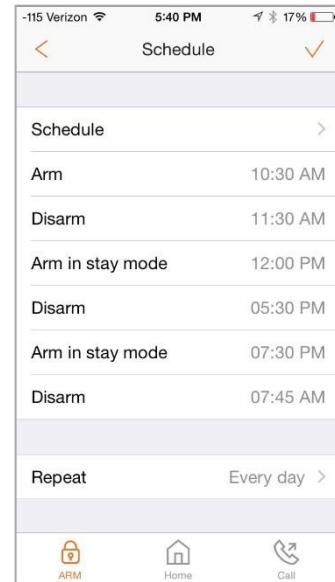 -115 Verizon 5:40 PM 17%
Schedule
Schedule
Arm 10:30 AM
Disarm 11:30 AM
Arm in stay mode 12:00 PM
Disarm 05:30 PM
Arm in stay mode 07:30 PM
Disarm 07:45 AM
Repeat Every day
ARM Home Call